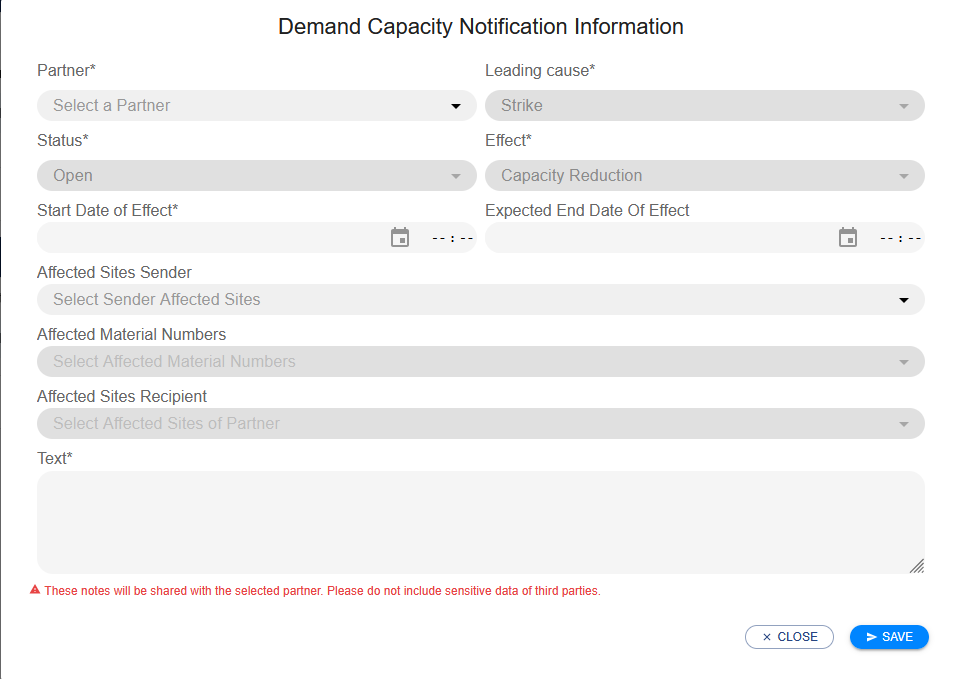 Demand Capacity Notification Information
Partner* Leading cause*
Select a Partner Strike
Status* Effect*
Open Capacity Reduction
Start Date of Effect* Expected End Date Of Effect
--:-- --:--
Affected Sites Sender
Select Sender Affected Sites
Affected Material Numbers
Select Affected Material Numbers
Affected Sites Recipient
Select Affected Sites of Partner
Text*
These notes will be shared with the selected partner. Please do not include sensitive data of third parties.
CLOSE SAVE